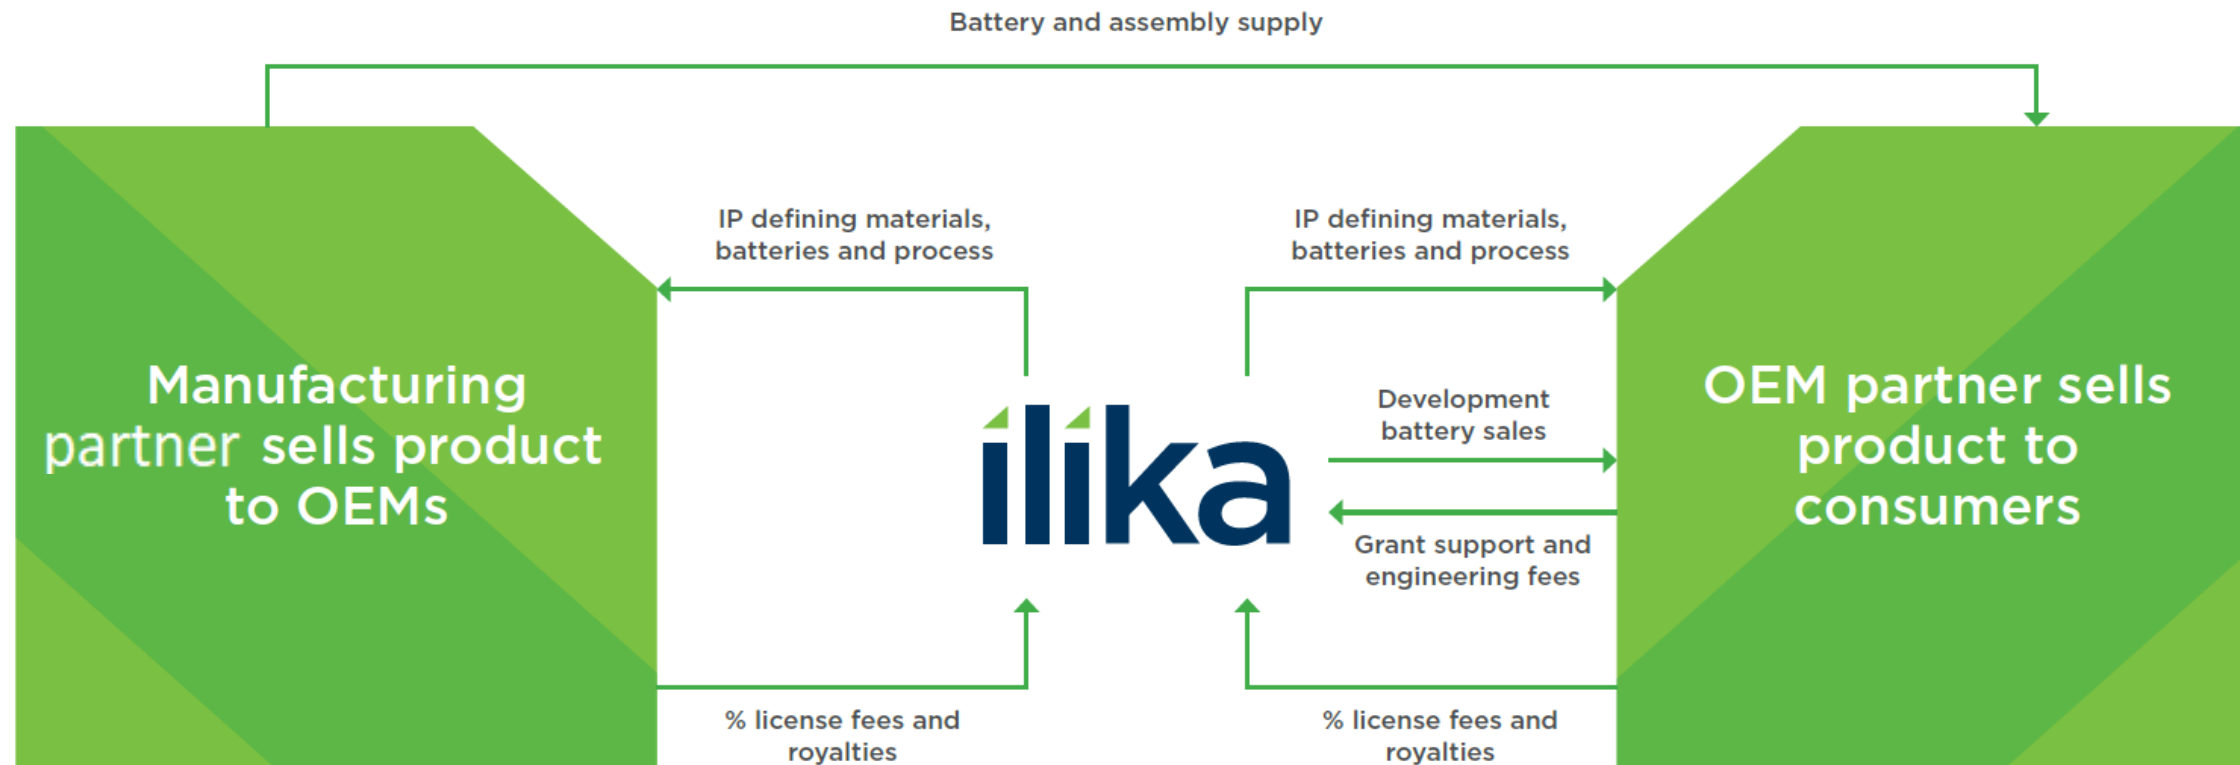 Battery and assembly supply
IP defining materials,
batteries and process
IP defining materials,
batteries and process
Manufacturing
partner sells product
to OEMs
ilika
Development
battery sales
Grant support and
engineering fees
OEM partner sells
product to
consumers
% license fees and
royalties
% license fees and
royalties